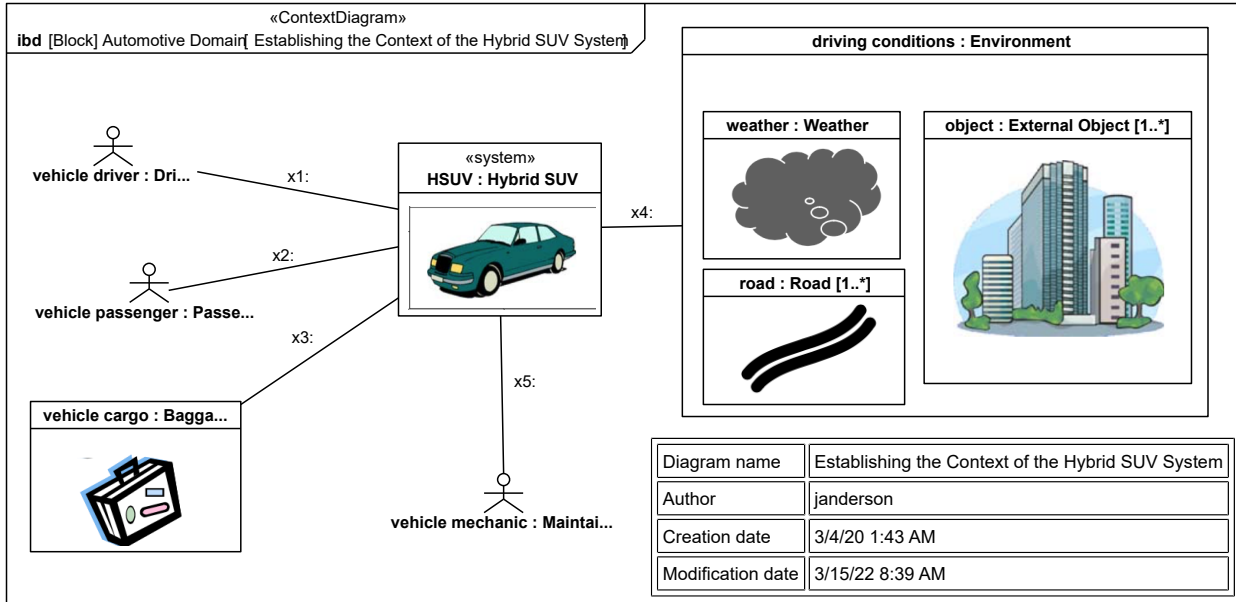 «ContextDiagram»
ibd [Block] Automotive Domain[ Establishing the Context of the Hybrid SUV System]
driving conditions : Environment
weather : Weather
object : External Object [1..*]
road : Road [1..*]
vehicle driver : Dri...
x1:
«system»
HSUV : Hybrid SUV
x4:
x2:
vehicle passenger : Passe...
x3:
x5:
vehicle cargo : Bagga...
vehicle mechanic : Maintai...
Diagram name Establishing the Context of the Hybrid SUV System
Author janderson
Creation date 3/4/20 1:43 AM
Modification date 3/15/22 8:39 AM